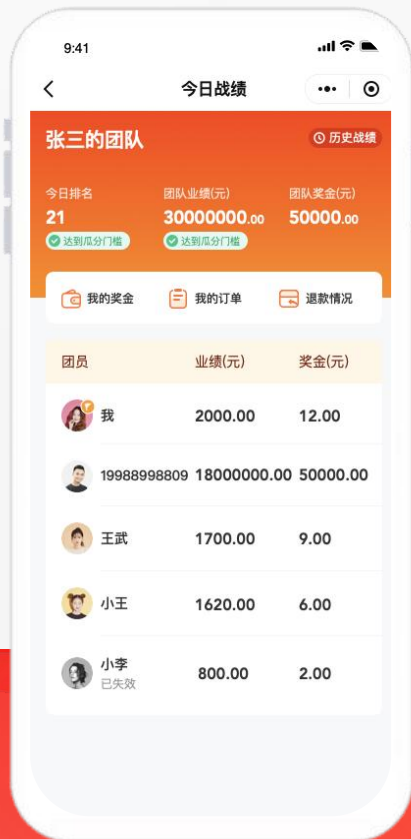 9:41
今日战绩
张三的团队
历史战绩
今日排名 团队业绩(元) 团队奖金(元)
21 30000000.00 50000.00
达到瓜分门槛 达到瓜分门槛
我的奖金 我的订单 退款情况
团员 业绩(元) 奖金(元)
我 2000.00 12.00
19988998809 18000000.00 50000.00
王武 1700.00 9.00
小王 1620.00 6.00
小李 800.00 2.00
已失效